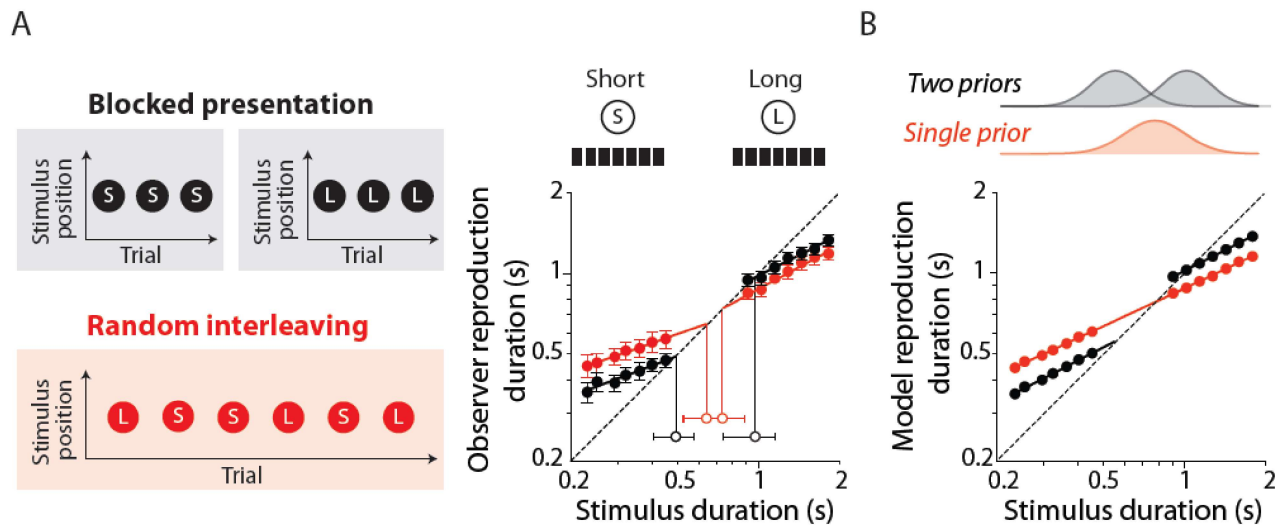 A
Blocked presentation
Stimulus
position
S S S
Trial
Stimulus
position
L L L
Trial
Random interleaving
Stimulus
position
L S S L S L
Trial
Short
S
Long
L
Observer reproduction
duration (s)
2
1
0.5
0.2
0.2 0.5 1 2
Stimulus duration (s)
B
Two priors
Single prior
Model reproduction
duration (s)
2
1
0.5
0.2
0.2 0.5 1 2
Stimulus duration (s)